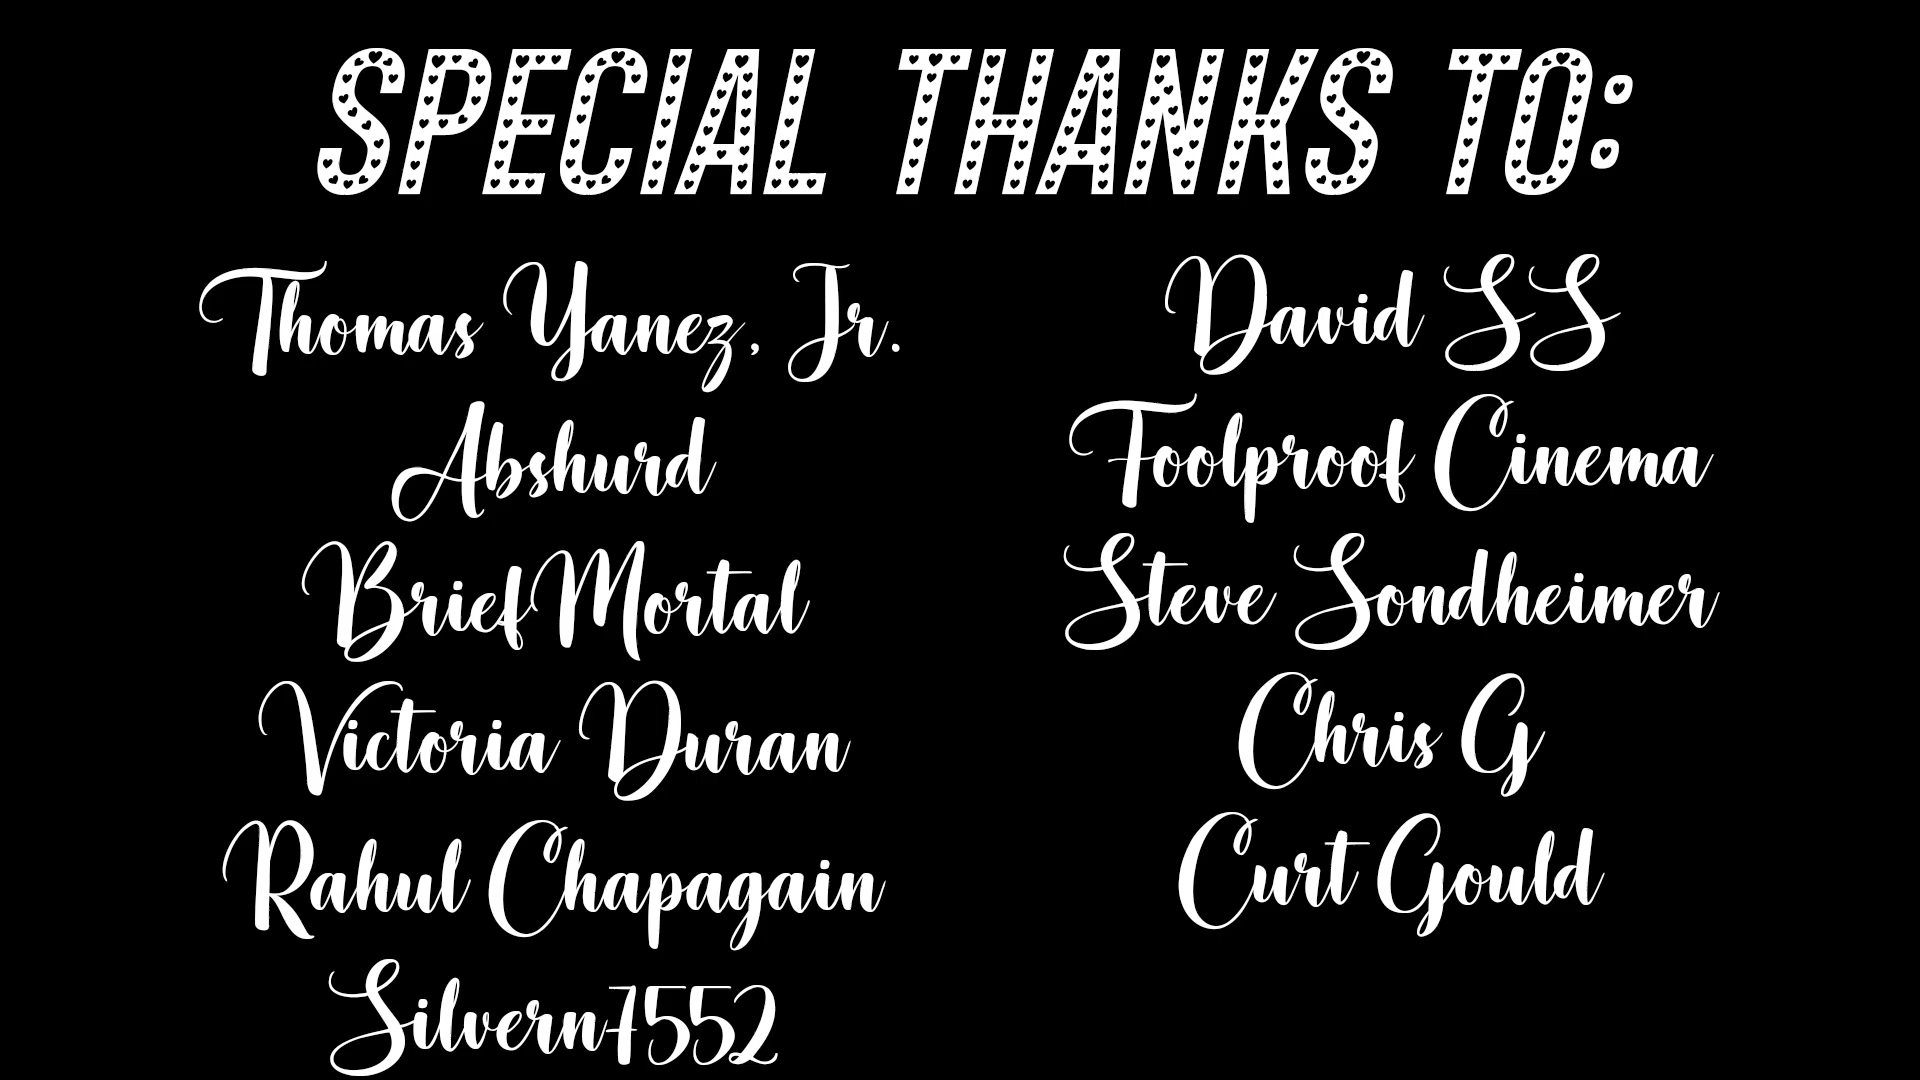 SPECIAL THANKS TO:
Thomas Yanez, Jr.
Abshurd
BriefMortal
Victoria Duran
Rahul Chapagain
Silvern7552
David SS
Foolproof Cinema
Steve Sondheimer
Chris G
Curt Gould